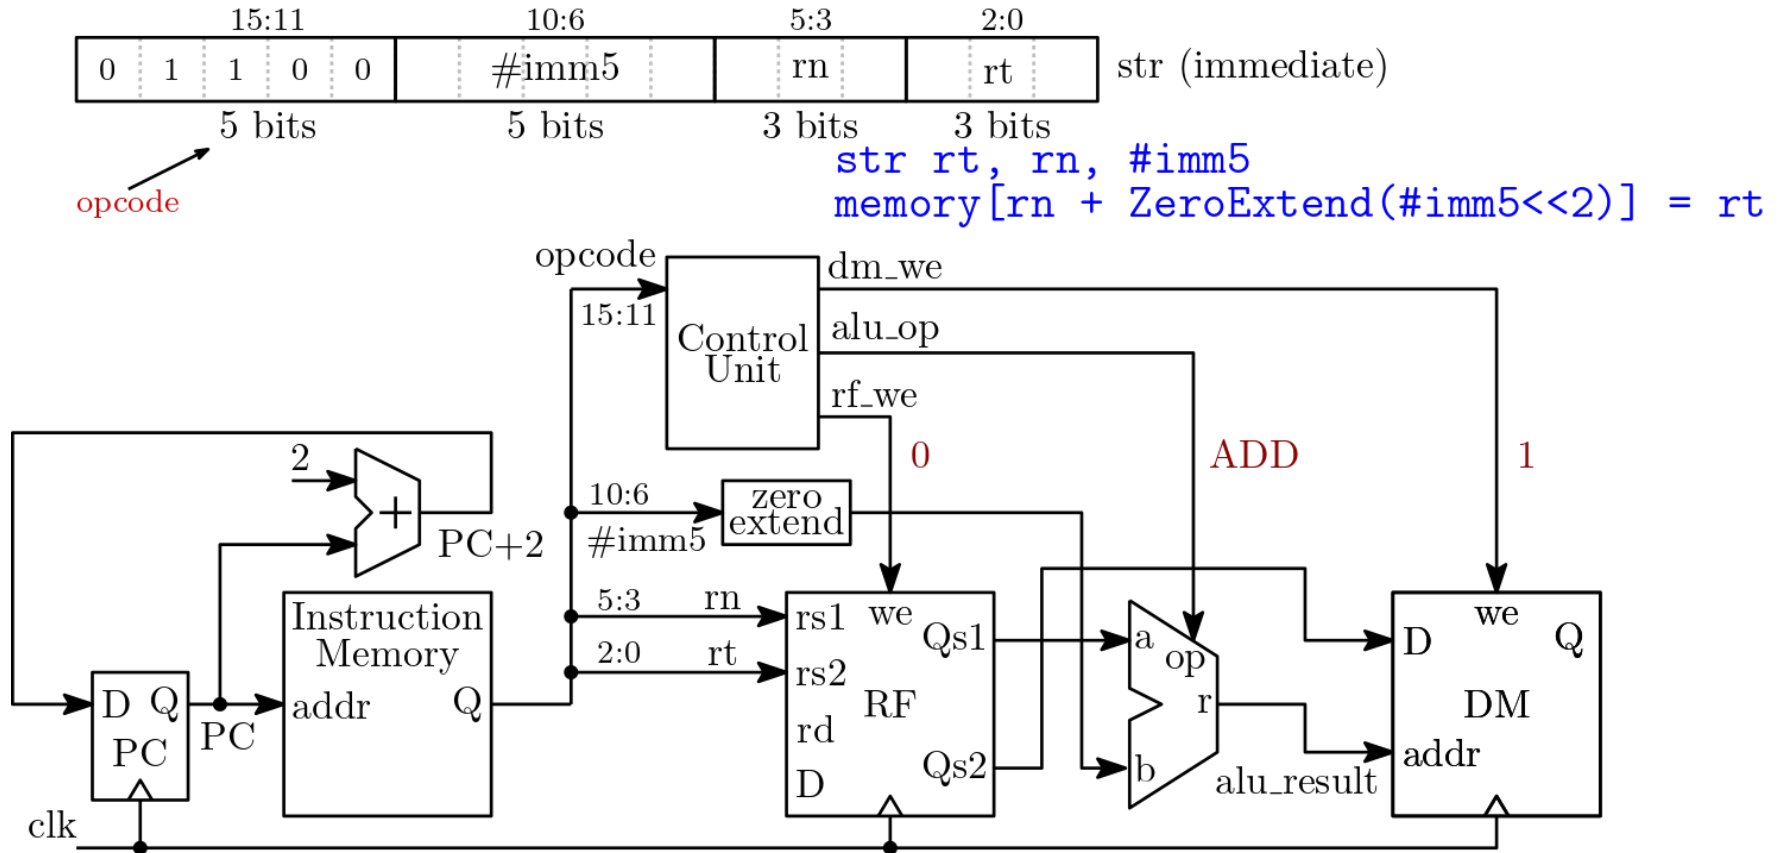 15:11 10:6 5:3 2:0
0 1 1 0 0 #imm5 rn rt str (immediate)
5 bits 5 bits 3 bits 3 bits
opcode
str rt, rn, #imm5
memory[rn + ZeroExtend(#imm5<<2)] = rt
opcode
15:11
Control
Unit
dm_we
alu_op
rf_we
0
ADD
1
2
+
PC+2
10:6
#imm5
zero
extend
5:3 rn
2:0 rt
Instruction
Memory
addr Q
D Q
PC
PC
clk
rs1
we
Qs1
rs2
RF
rd
D
Qs2
a
op
r
b
alu_result
we
D
Q
DM
addr